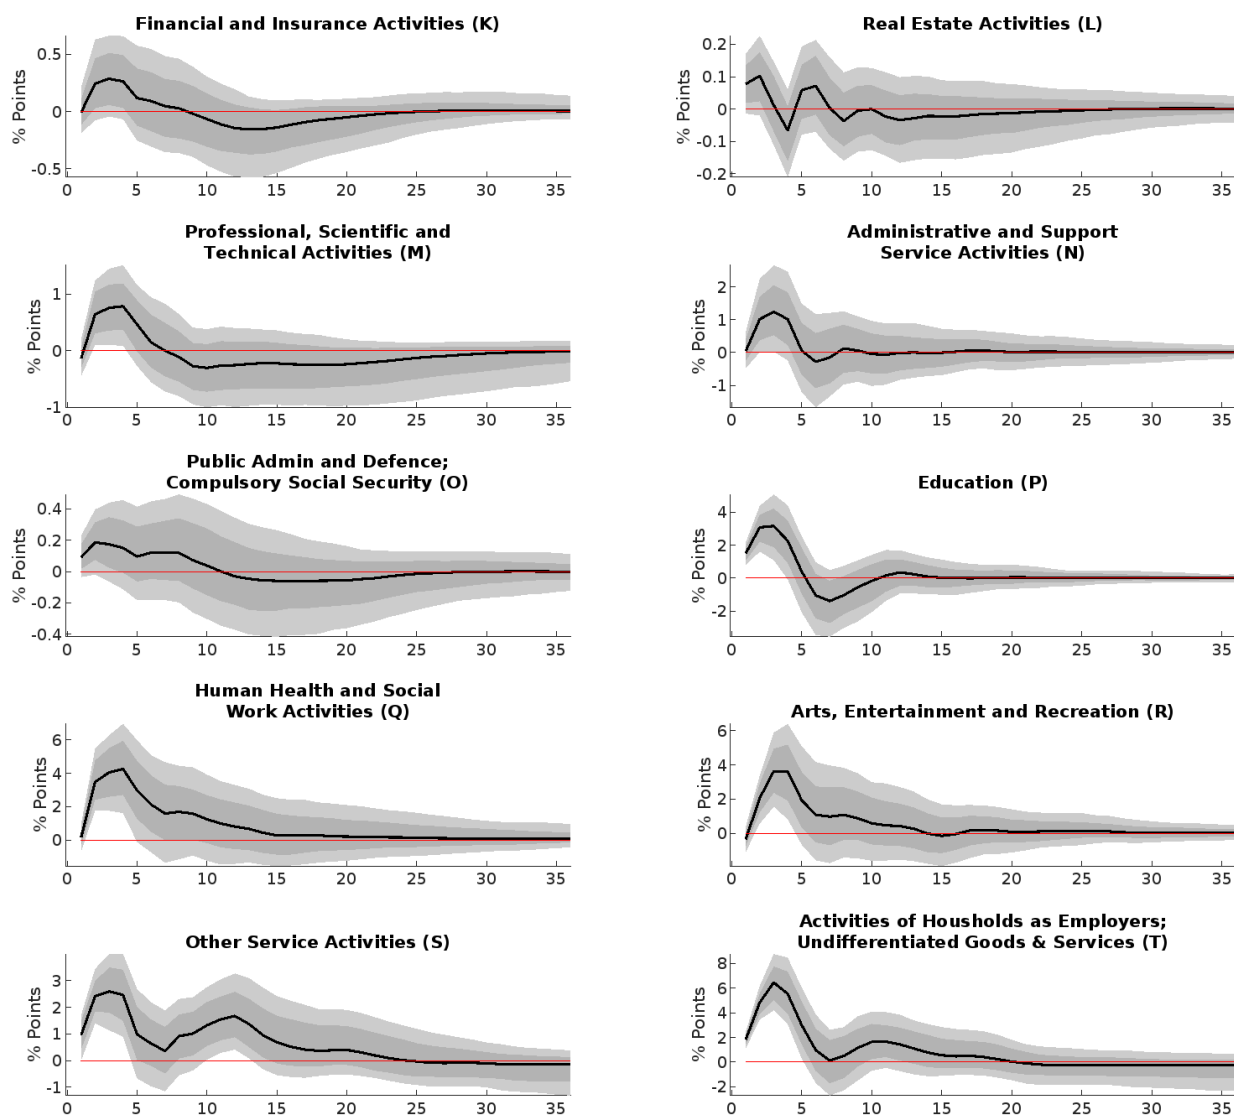 Financial and Insurance Activities (K)
% Points
0.5
0
-0.5
0 5 10 15 20 25 30 35
Real Estate Activities (L)
% Points
0.2
0.1
0
-0.1
-0.2
0 5 10 15 20 25 30 35
Professional, Scientific and
Technical Activities (M)
% Points
1
0
-1
0 5 10 15 20 25 30 35
Administrative and Support
Service Activities (N)
% Points
2
1
0
-1
0 5 10 15 20 25 30 35
Public Admin and Defence;
Compulsory Social Security (O)
% Points
0.4
0.2
0
-0.2
-0.4
0 5 10 15 20 25 30 35
Education (P)
% Points
4
2
0
-2
0 5 10 15 20 25 30 35
Human Health and Social
Work Activities (Q)
% Points
6
4
2
0
0 5 10 15 20 25 30 35
Arts, Entertainment and Recreation (R)
% Points
6
4
2
0
0 5 10 15 20 25 30 35
Other Service Activities (S)
% Points
3
2
1
0
-1
0 5 10 15 20 25 30 35
Activities of Housholds as Employers;
Undifferentiated Goods & Services (T)
% Points
8
6
4
2
0
-2
0 5 10 15 20 25 30 35